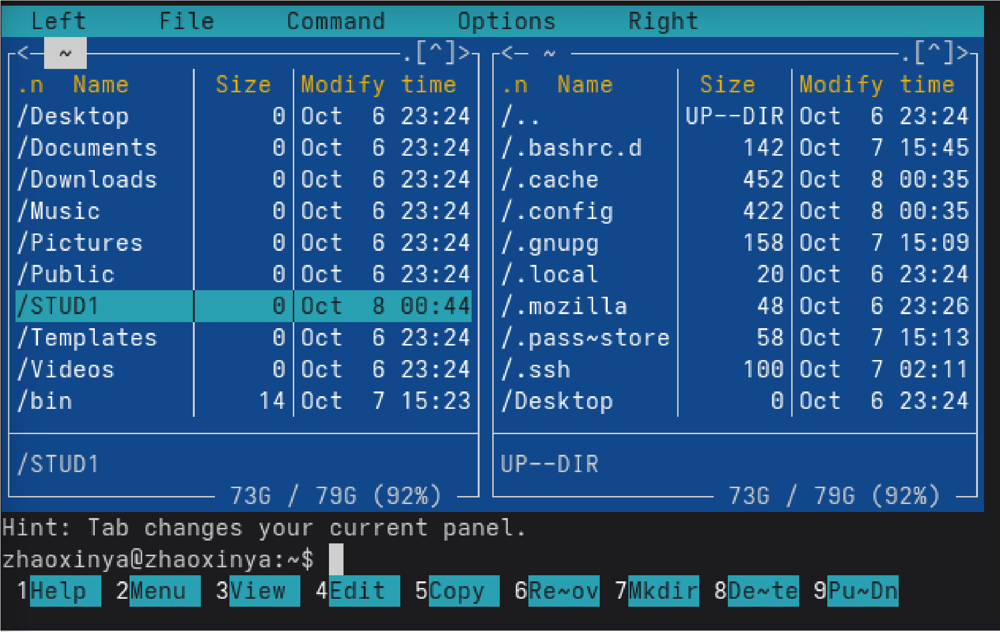 Left File Command Options Right
<- ~ .[^]> <- ~ .[^]>
.n Name Size Modify time .n Name Size Modify time
/Desktop 0 Oct 6 23:24 /.. UP--DIR Oct 6 23:24
/Documents 0 Oct 6 23:24 /.bashrc.d 142 Oct 7 15:45
/Downloads 0 Oct 6 23:24 /.cache 452 Oct 8 00:35
/Music 0 Oct 6 23:24 /.config 422 Oct 8 00:35
/Pictures 0 Oct 6 23:24 /.gnupg 158 Oct 7 15:09
/Public 0 Oct 6 23:24 /.local 20 Oct 6 23:24
/STUD1 0 Oct 8 00:44 /.mozilla 48 Oct 6 23:26
/Templates 0 Oct 6 23:24 /.pass~store 58 Oct 7 15:13
/Videos 0 Oct 6 23:24 /.ssh 100 Oct 7 02:11
/bin 14 Oct 7 15:23 /Desktop 0 Oct 6 23:24
/STUD1 UP--DIR
73G / 79G (92%) 73G / 79G (92%)
Hint: Tab changes your current panel.
zhaoxinya@zhaoxinya:~$
1Help 2Menu 3View 4Edit 5Copy 6Re~ov 7Mkdir 8De~te 9Pu~Dn